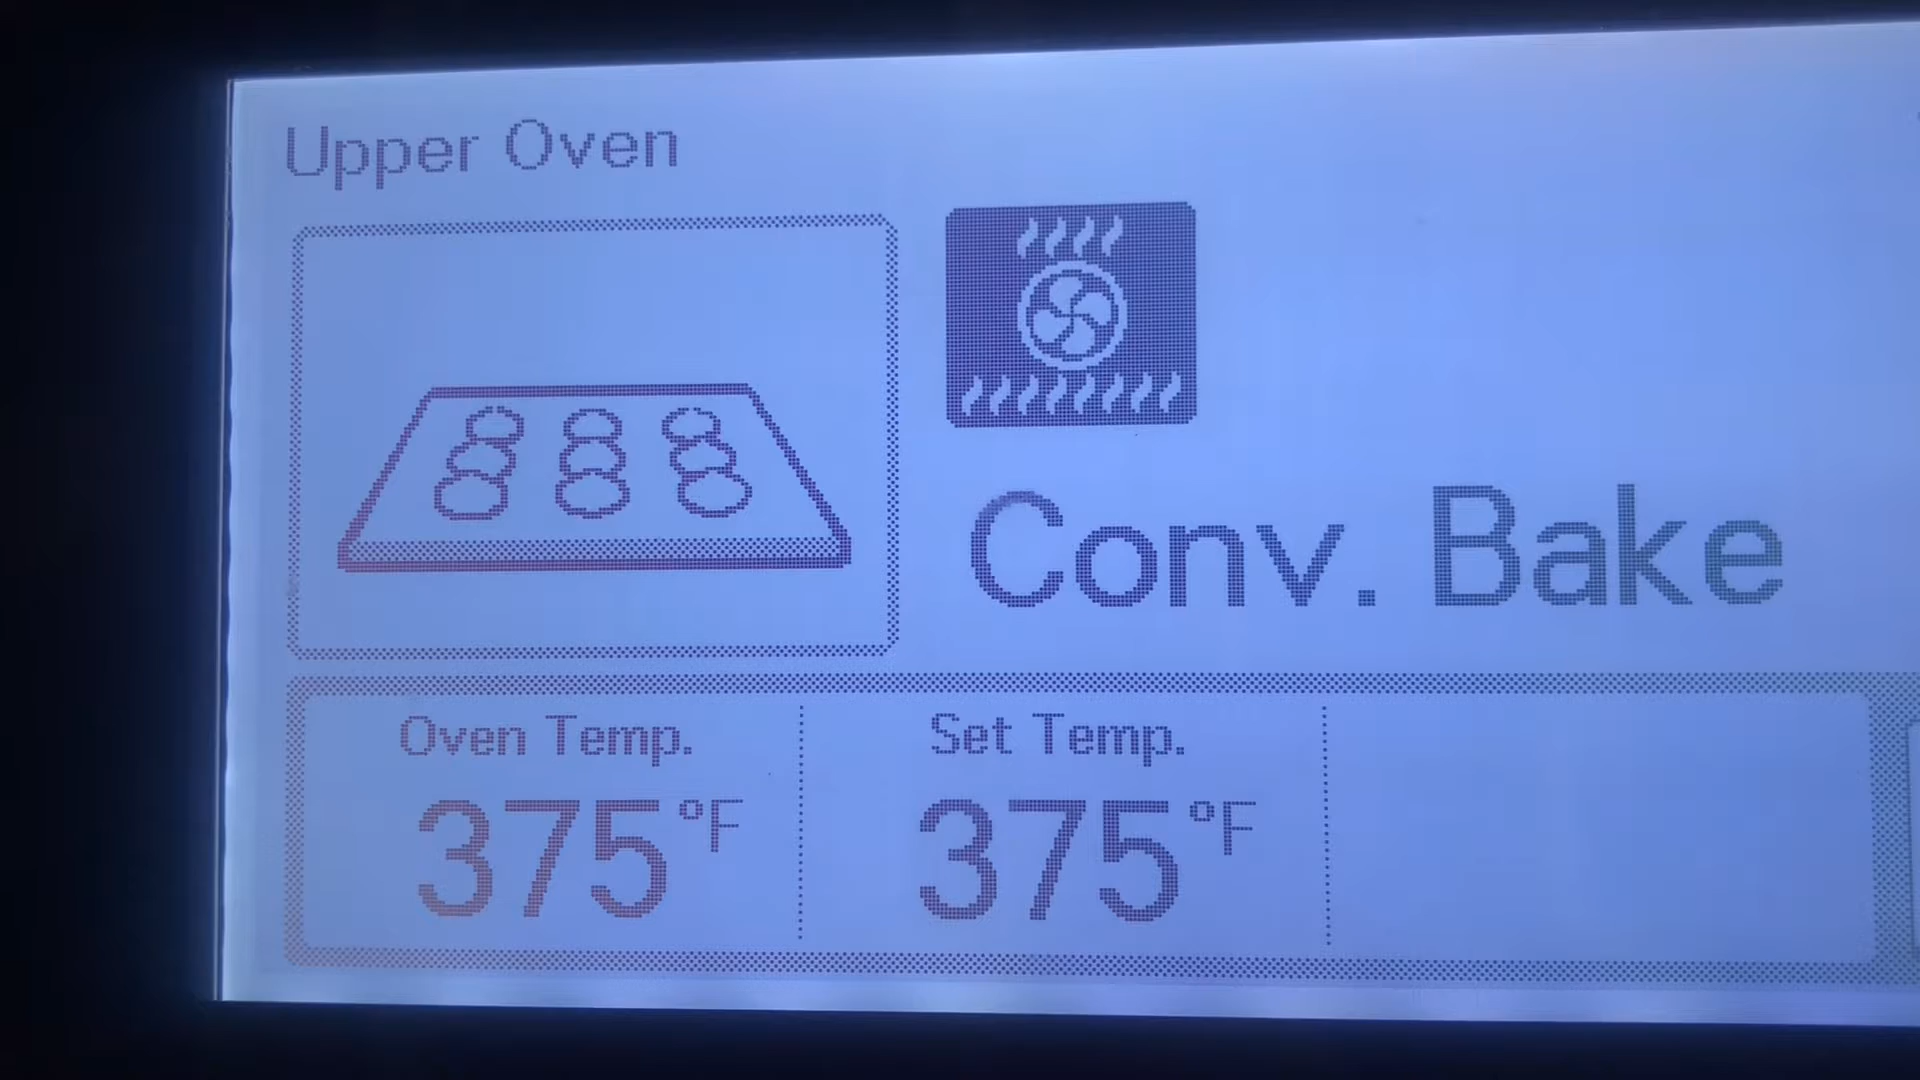 Upper Oven
Conv. Bake
Oven Temp.
Set Temp.
375°F
375°F